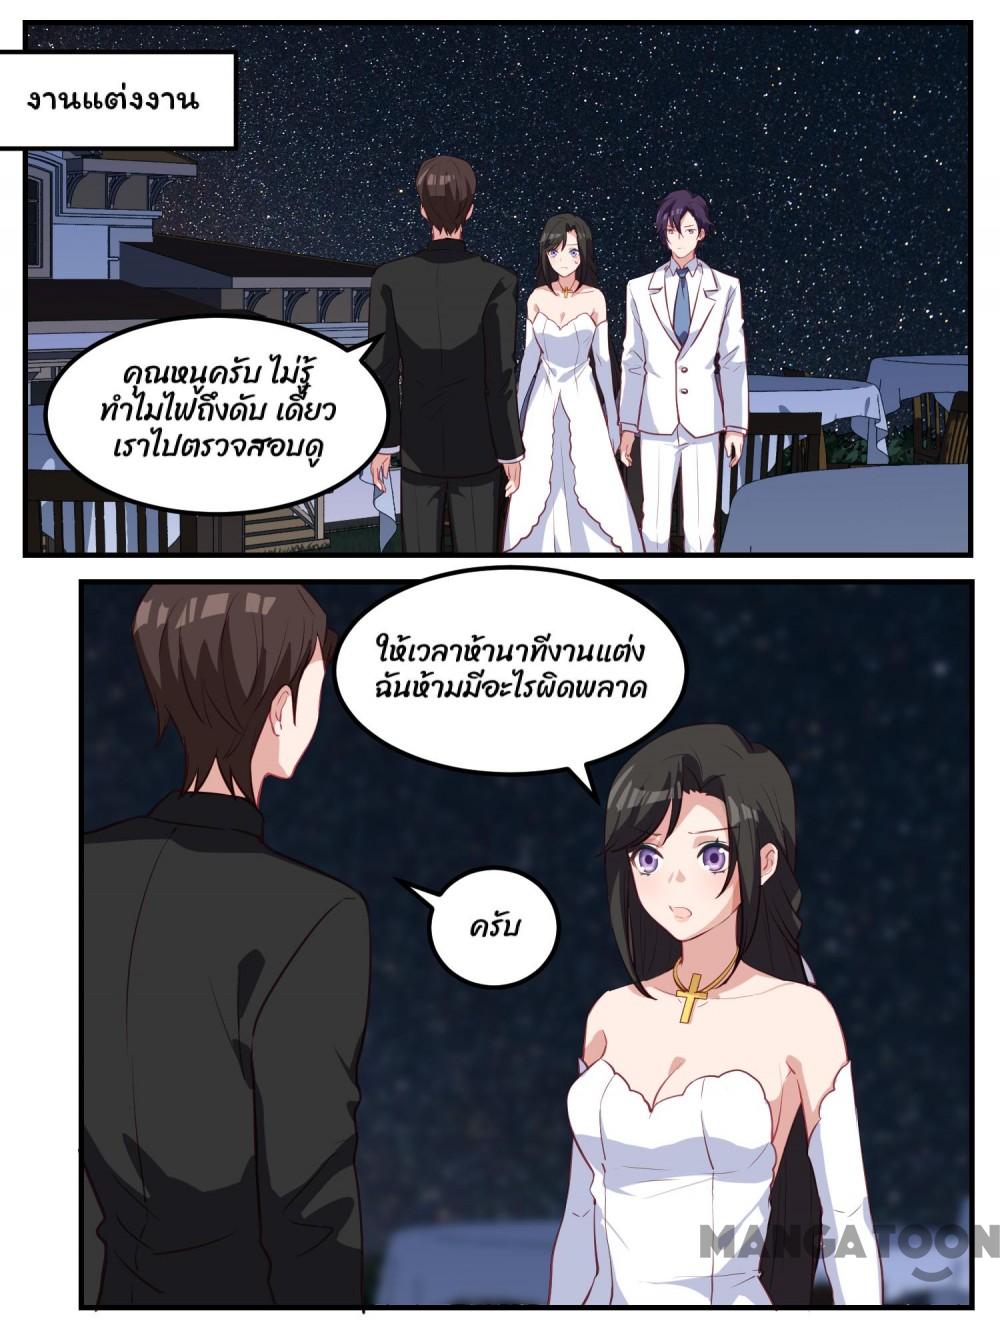 งานแต่งงาน
คุณหนูครับ ไม่รู้
ทำไมไฟถึงดับ เดี๋ยว
เราไปตรวจสอบดู
ให้เวลาห้านาทีงานแต่ง
ฉันห้ามมีอะไรผิดพลาด
ครับ
MANGATOON